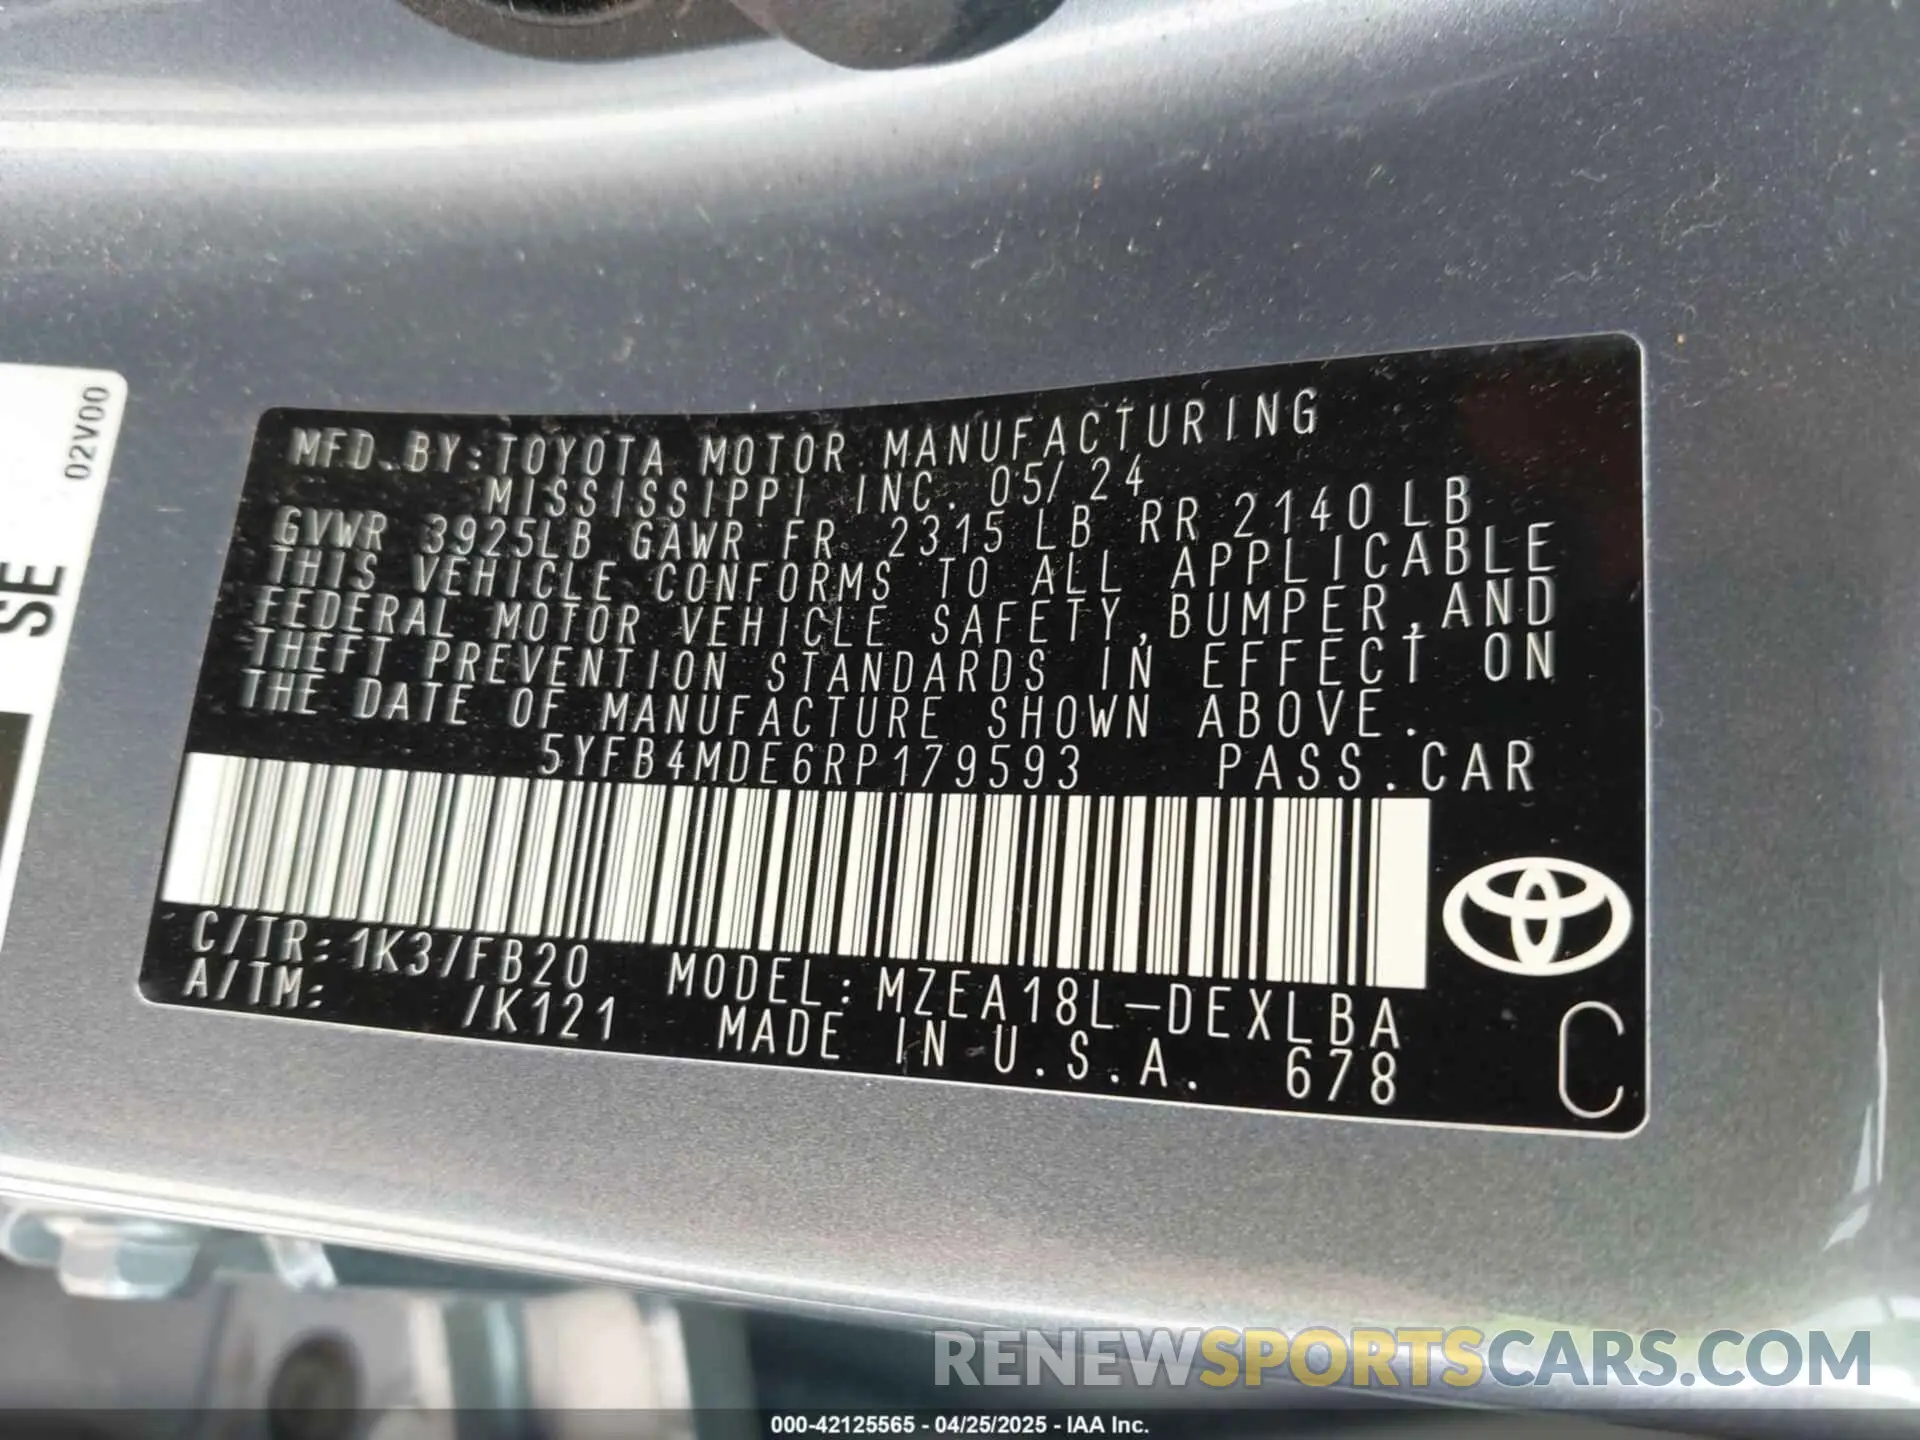 02V00
SE
MFD. BY: TOYOTA MOTOR MANUFACTURING
MISSISSIPPI INC. 05/24
GVWR 3925LB GAWR FR. 2315 LB RR 2140LB
THIS VEHICLE CONFORMS TO ALL APPLICABLE
FEDERAL MOTOR VEHICLE SAFETY,BUMPER,AND
THEFT PREVENTION STANDARDS IN EFFECT ON
THE DATE OF MANUFACTURE SHOWN ABOVE.
5YFB4MDE6RP179593 PASS.CAR
C/TR: 1K3/FB20 MODEL: MZEA18L-DEXLBA
A/TM: /K121 MADE IN U.S.A. 678
C
RENEWSPORTSCARS.COM
000-42125565 - 04/25/2025 - IAA Inc.